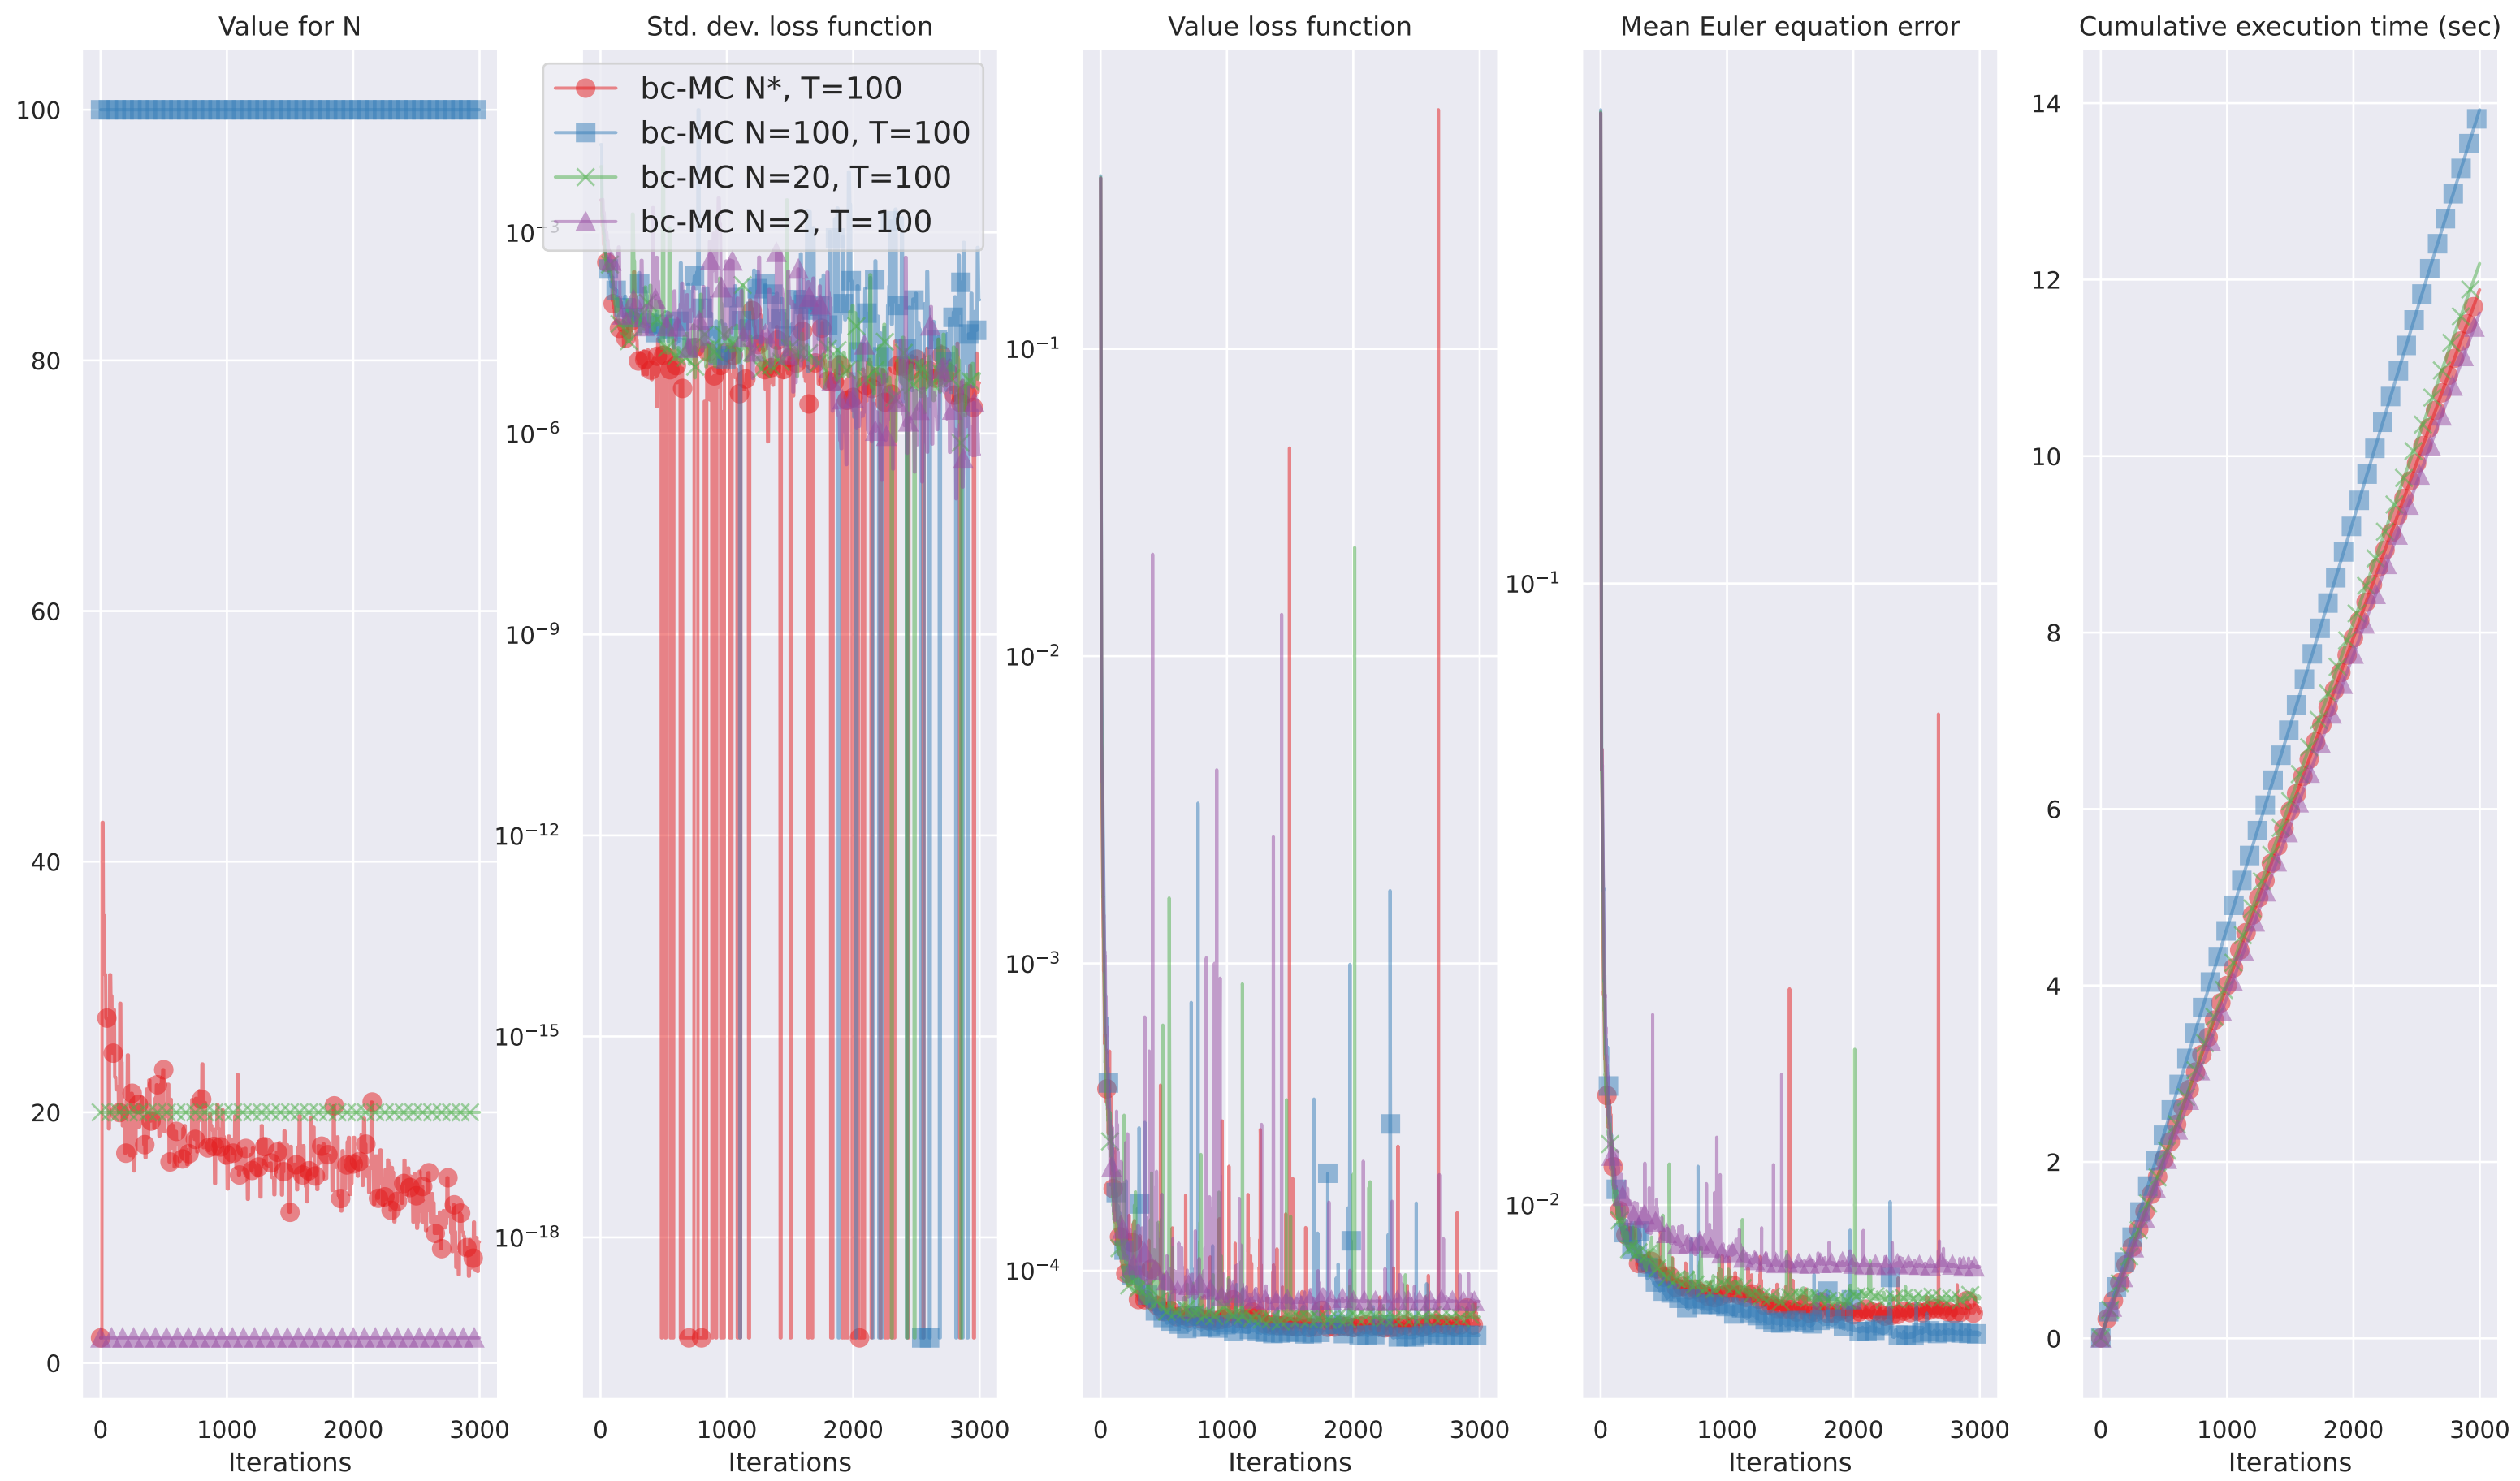 Value for N
100
80
60
40
20
0
0 1000 2000 3000
Iterations
Std. dev. loss function
bc-MC N*, T=100
bc-MC N=100, T=100
bc-MC N=20, T=100
bc-MC N=2, T=100
10⁻³
10⁻⁶
10⁻⁹
10⁻¹²
10⁻¹⁵
10⁻¹⁸
0 1000 2000 3000
Iterations
Value loss function
10⁻¹
10⁻²
10⁻³
10⁻⁴
0 1000 2000 3000
Iterations
Mean Euler equation error
10⁻¹
10⁻²
0 1000 2000 3000
Iterations
Cumulative execution time (sec)
14
12
10
8
6
4
2
0
0 1000 2000 3000
Iterations